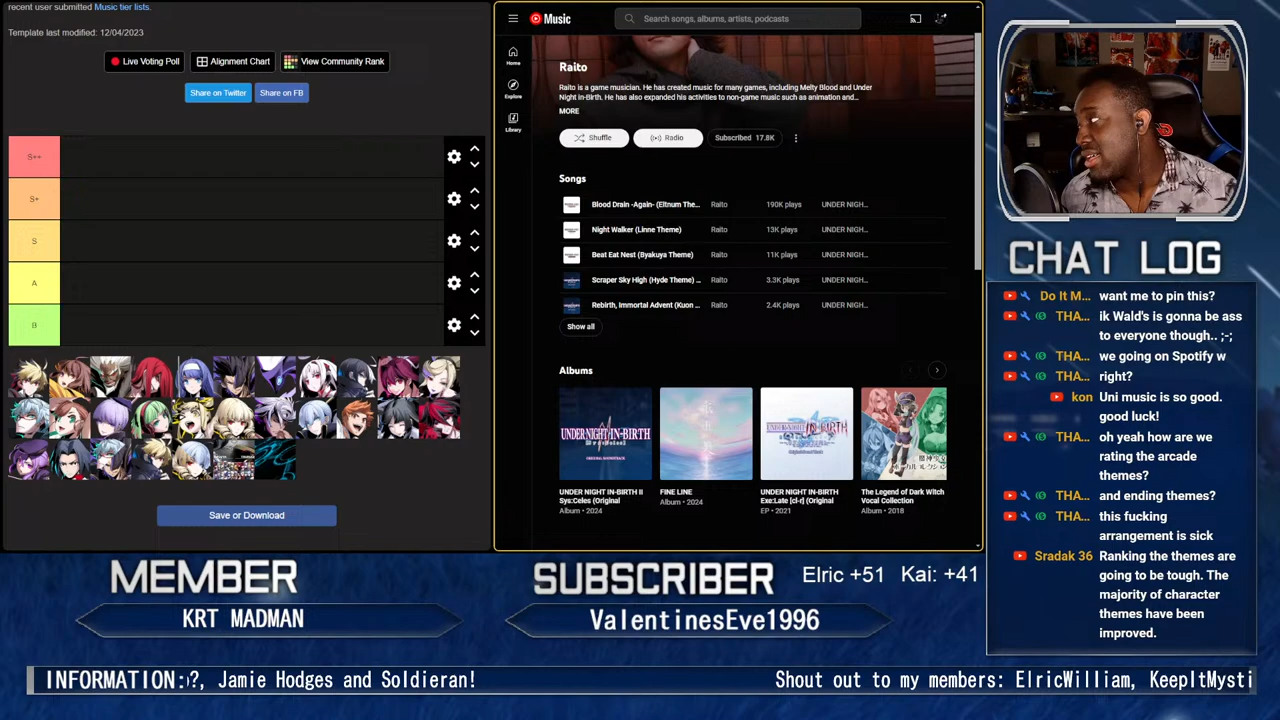 recent user submitted Music tier lists.
Template last modified: 12/04/2023
Live Voting Poll
Alignment Chart
View Community Rank
Share on Twitter
Share on FB
S++
S+
S
A
B
Save or Download
Music
Search songs, albums, artists, podcasts
Home
Explore
Library
Raito
Raito is a game musician. He has created music for many games, including Melty Blood and Under
Night In-Birth. He has also expanded his activities to non-game music such as animation and...
MORE
Shuffle
Radio
Subscribed 17.8K
Songs
Blood Drain -Again- (Eltnum The... Raito 190K plays UNDER NIGH...
Night Walker (Linne Theme) Raito 13K plays UNDER NIGH...
Beat Eat Nest (Byakuya Theme) Raito 11K plays UNDER NIGH...
Scraper Sky High (Hyde Theme) ... Raito 3.3K plays UNDER NIGH...
Rebirth, Immortal Advent (Kuon ... Raito 2.4K plays UNDER NIGH...
Show all
Albums
UNDER NIGHT IN-BIRTH
UNDER NIGHT IN-BIRTH II
Sys:Celes (Original
Album • 2024
FINE LINE
Album • 2024
UNDER NIGHT IN-BIRTH
Exe:Late [cl-r] (Original
EP • 2021
The Legend of Dark Witch
Vocal Collection
Album • 2018
CHAT LOG
Do It M... want me to pin this?
THA... ik Wald's is gonna be ass
to everyone though.. ;-;
THA... we going on Spotify w
THA... right?
kon Uni music is so good.
good luck!
THA... oh yeah how are we
rating the arcade
themes?
THA... and ending themes?
THA... this fucking
arrangement is sick
Sradak 36 Ranking the themes are
going to be tough. The
majority of character
themes have been
improved.
MEMBER
KRT MADMAN
SUBSCRIBER
ValentinesEve1996
Elric +51 Kai: +41
INFORMATION: ?, Jamie Hodges and Soldieran! Shout out to my members: ElricWilliam, KeepItMysti